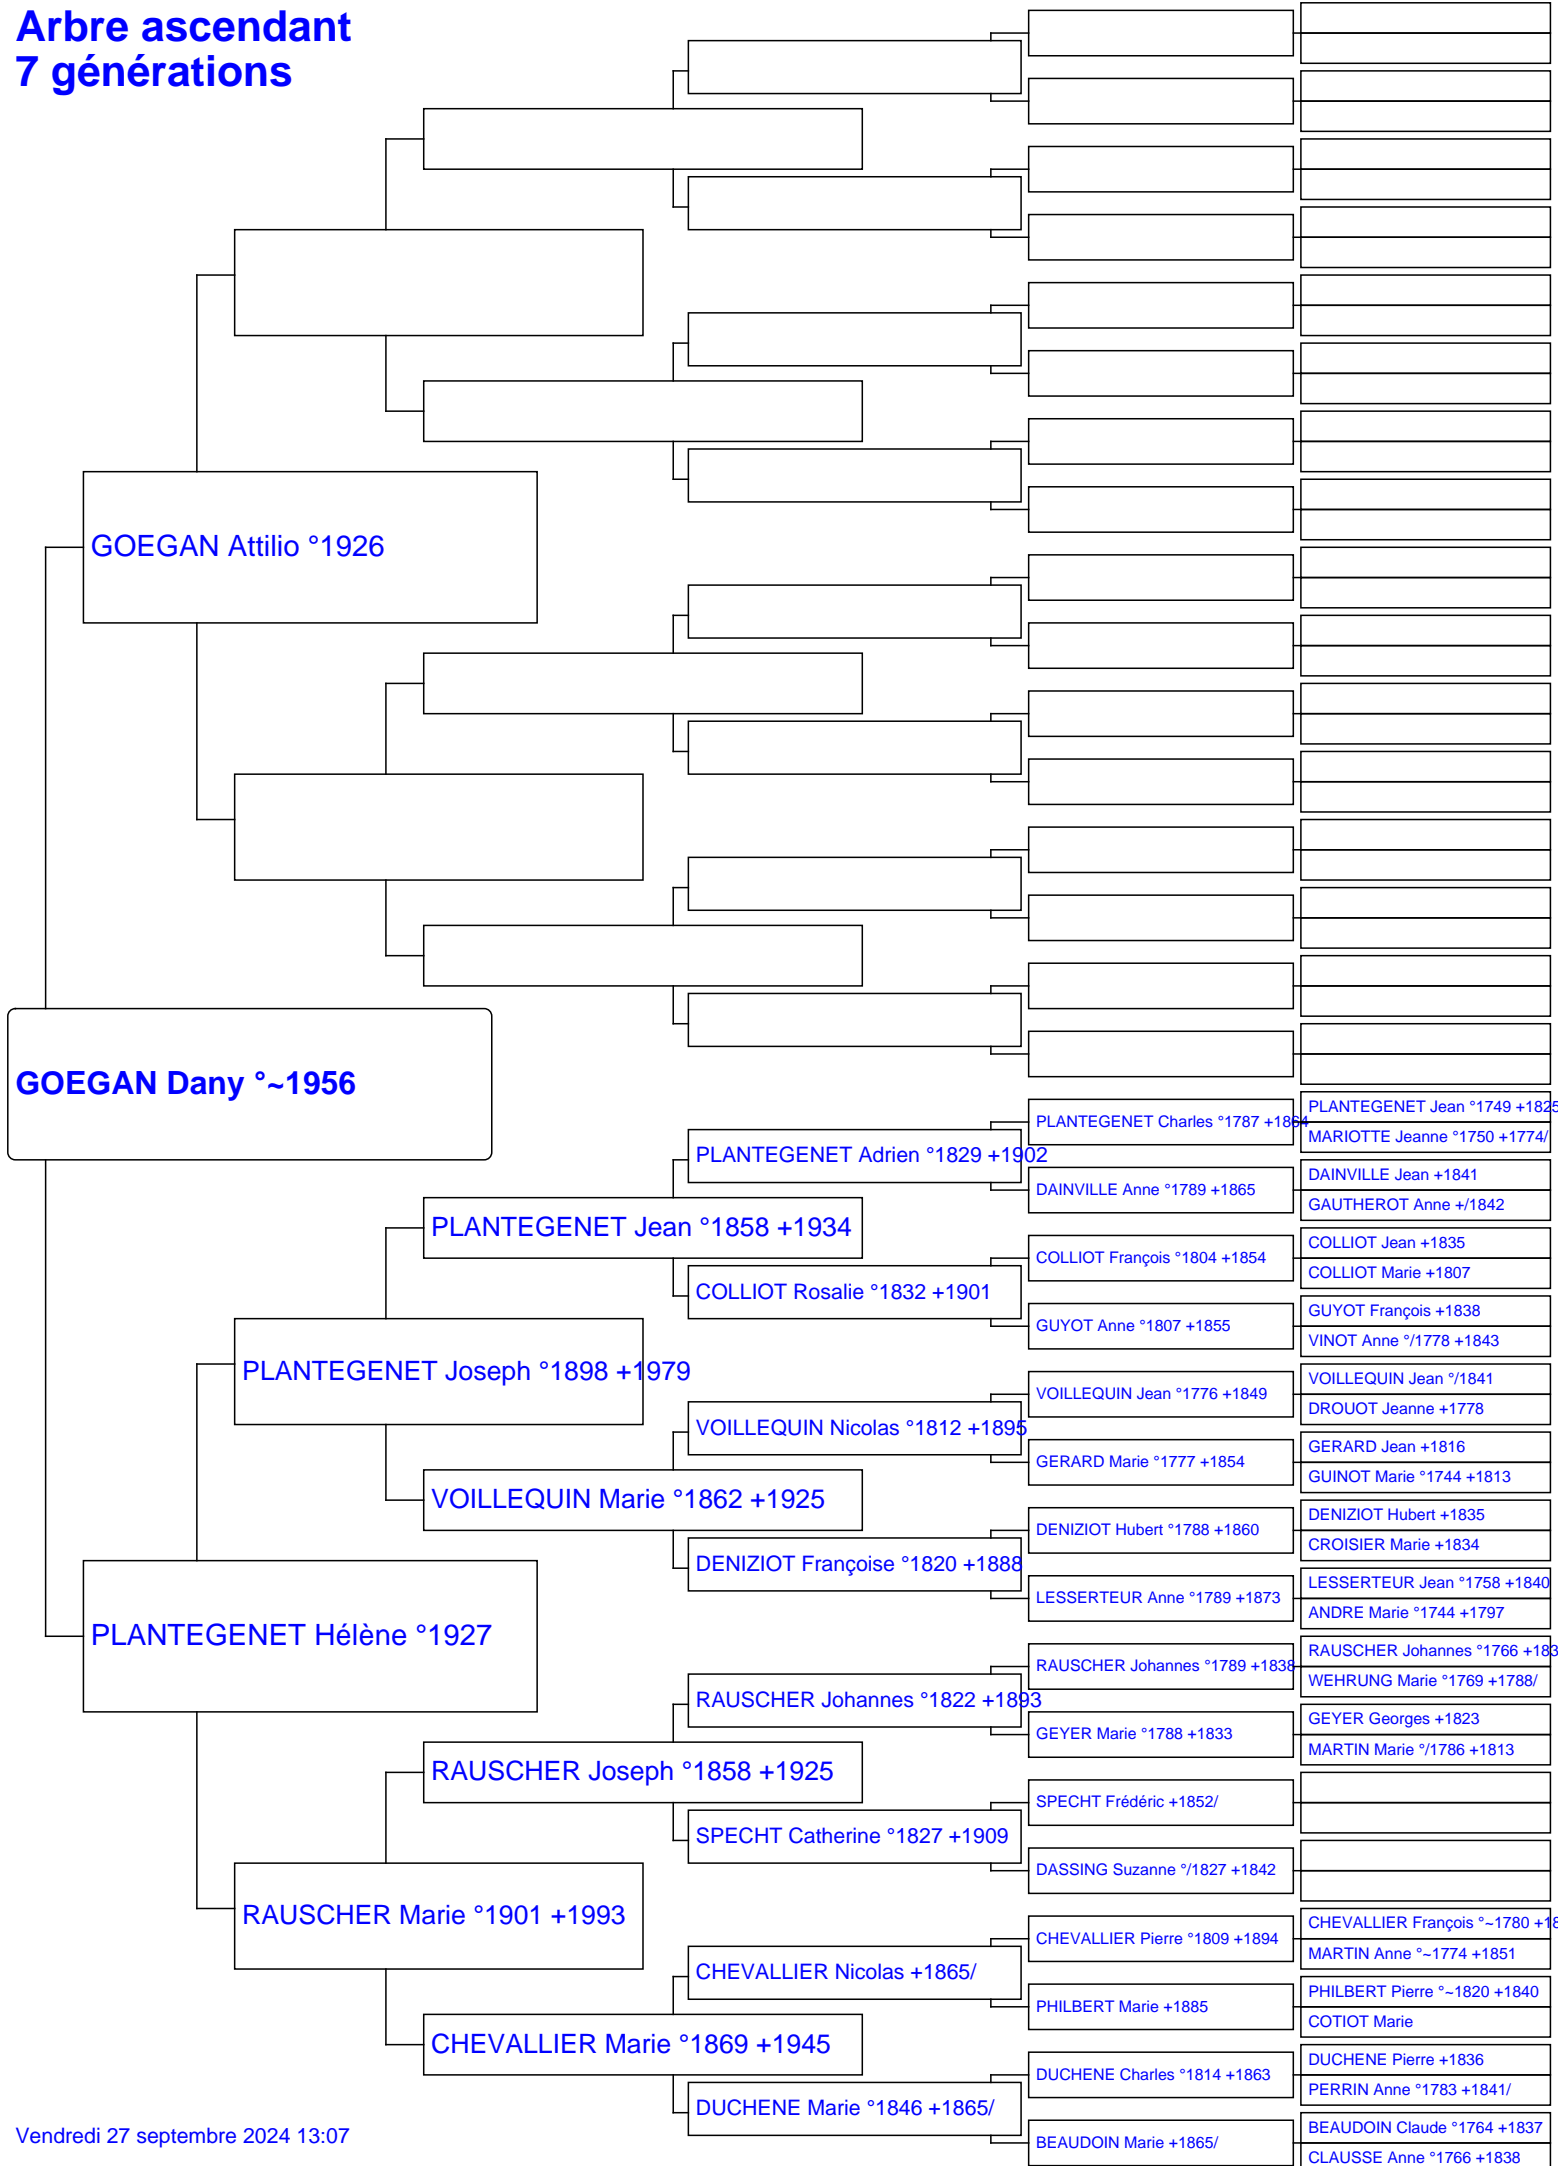 Arbre ascendant
7 générations
GOEGAN Attilio °1926
GOEGAN Dany °~1956
PLANTEGENET Charles °1787 +1864
PLANTEGENET Jean °1749 +1825
MARIOTTE Jeanne °1750 +1774/
PLANTEGENET Adrien °1829 +1902
DAINVILLE Anne °1789 +1865
DAINVILLE Jean +1841
GAUTHEROT Anne +/1842
PLANTEGENET Jean °1858 +1934
COLLIOT François °1804 +1854
COLLIOT Jean +1835
COLLIOT Marie +1807
COLLIOT Rosalie °1832 +1901
GUYOT Anne °1807 +1855
GUYOT François +1838
VINOT Anne °/1778 +1843
PLANTEGENET Joseph °1898 +1979
VOILLEQUIN Jean °1776 +1849
VOILLEQUIN Jean °/1841
DROUOT Jeanne +1778
VOILLEQUIN Nicolas °1812 +1895
GERARD Marie °1777 +1854
GERARD Jean +1816
GUINOT Marie °1744 +1813
VOILLEQUIN Marie °1862 +1925
DENIZIOT Hubert °1788 +1860
DENIZIOT Hubert +1835
CROISIER Marie +1834
DENIZIOT Françoise °1820 +1888
LESSERTEUR Anne °1789 +1873
LESSERTEUR Jean °1758 +1840
ANDRE Marie °1744 +1797
PLANTEGENET Hélène °1927
RAUSCHER Johannes °1789 +1838
RAUSCHER Johannes °1766 +183
WEHRUNG Marie °1769 +1788/
RAUSCHER Johannes °1822 +1893
GEYER Marie °1788 +1833
GEYER Georges +1823
MARTIN Marie °/1786 +1813
RAUSCHER Joseph °1858 +1925
SPECHT Frédéric +1852/
SPECHT Catherine °1827 +1909
DASSING Suzanne °/1827 +1842
RAUSCHER Marie °1901 +1993
CHEVALLIER Pierre °1809 +1894
CHEVALLIER François °~1780 +18
MARTIN Anne °~1774 +1851
CHEVALLIER Nicolas +1865/
PHILBERT Marie +1885
PHILBERT Pierre °~1820 +1840
COTIOT Marie
CHEVALLIER Marie °1869 +1945
DUCHENE Charles °1814 +1863
DUCHENE Pierre +1836
PERRIN Anne °1783 +1841/
DUCHENE Marie °1846 +1865/
BEAUDOIN Marie +1865/
BEAUDOIN Claude °1764 +1837
CLAUSSE Anne °1766 +1838
Vendredi 27 septembre 2024 13:07